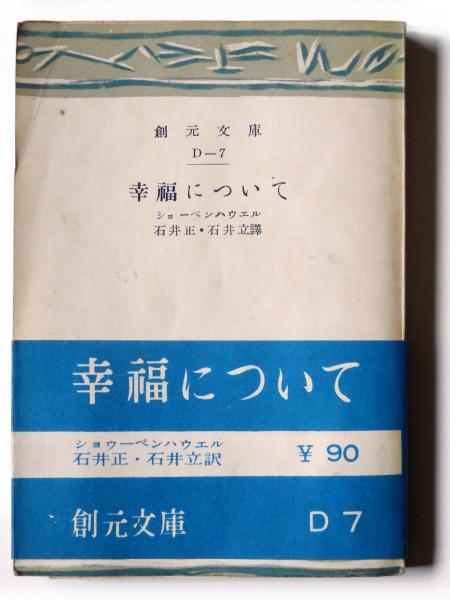 創元文庫
D—7
幸福について
ショーペンハウエル
石井正・石井立譯
幸福について
ショウーペンハウエル
石井正・石井立訳
¥ 90
創元文庫
D 7